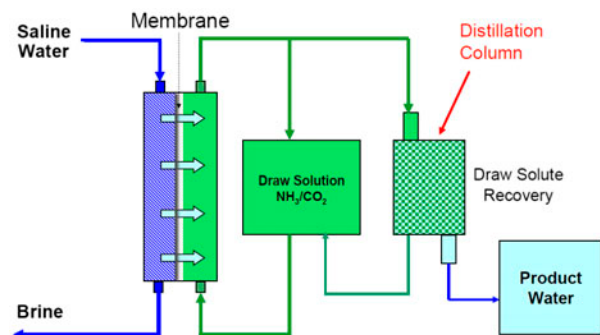 Membrane
Saline
Water
Distillation
Column
Draw Solution
NH₃/CO₂
Draw Solute
Recovery
Product
Water
Brine